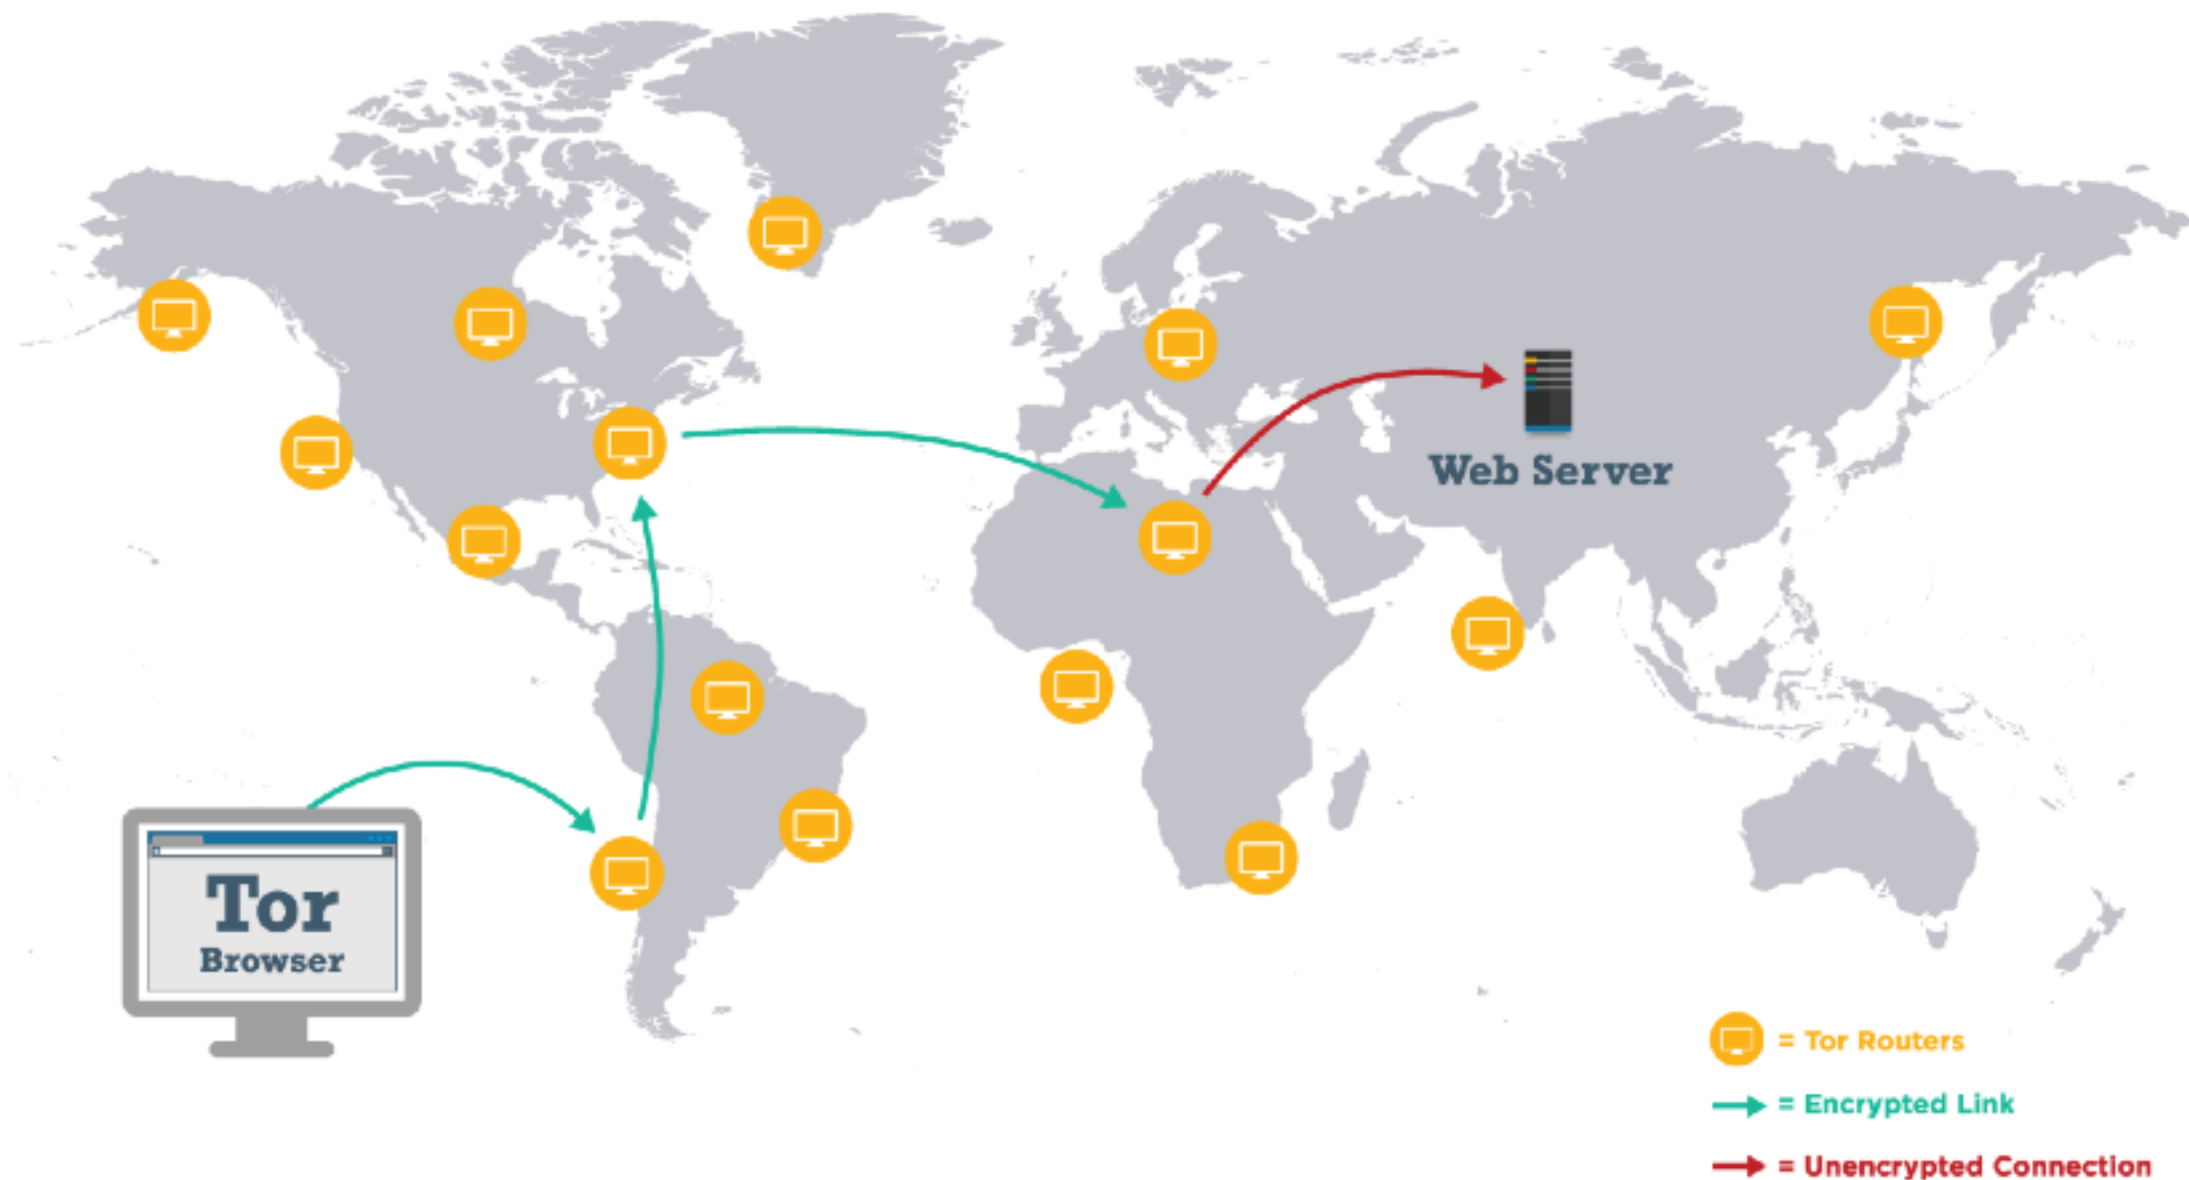 Web Server
Tor
Browser
= Tor Routers
= Encrypted Link
= Unencrypted Connection